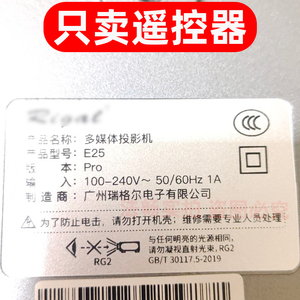 只卖遥控器
Rigal
产品名称：多媒体投影机
产品型号：E25
版 本：Pro
输 入：100-240V～ 50/60Hz 1A
制 造 商：广州瑞格尔电子有限公司
为了防止电击，请勿打开机壳；维修需要专业人员担当
与任何明亮的光源相同，
请勿凝视直射光束，RG2
GB/T 30117.5-2019
RG2